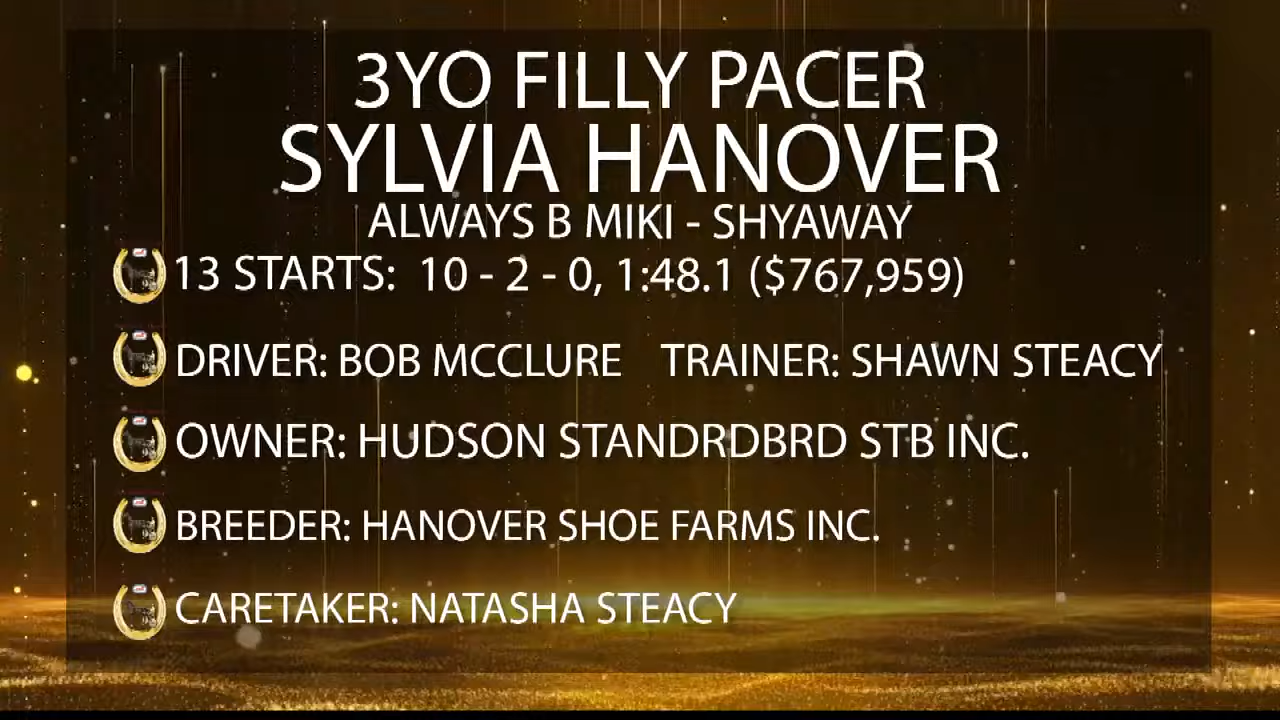 3YO FILLY PACER
SYLVIA HANOVER
ALWAYS B MIKI - SHYAWAY
13 STARTS: 10 - 2 - 0, 1:48.1 ($767,959)
DRIVER: BOB MCCLURE TRAINER: SHAWN STEACY
OWNER: HUDSON STANDRDBRD STB INC.
BREEDER: HANOVER SHOE FARMS INC.
CARETAKER: NATASHA STEACY